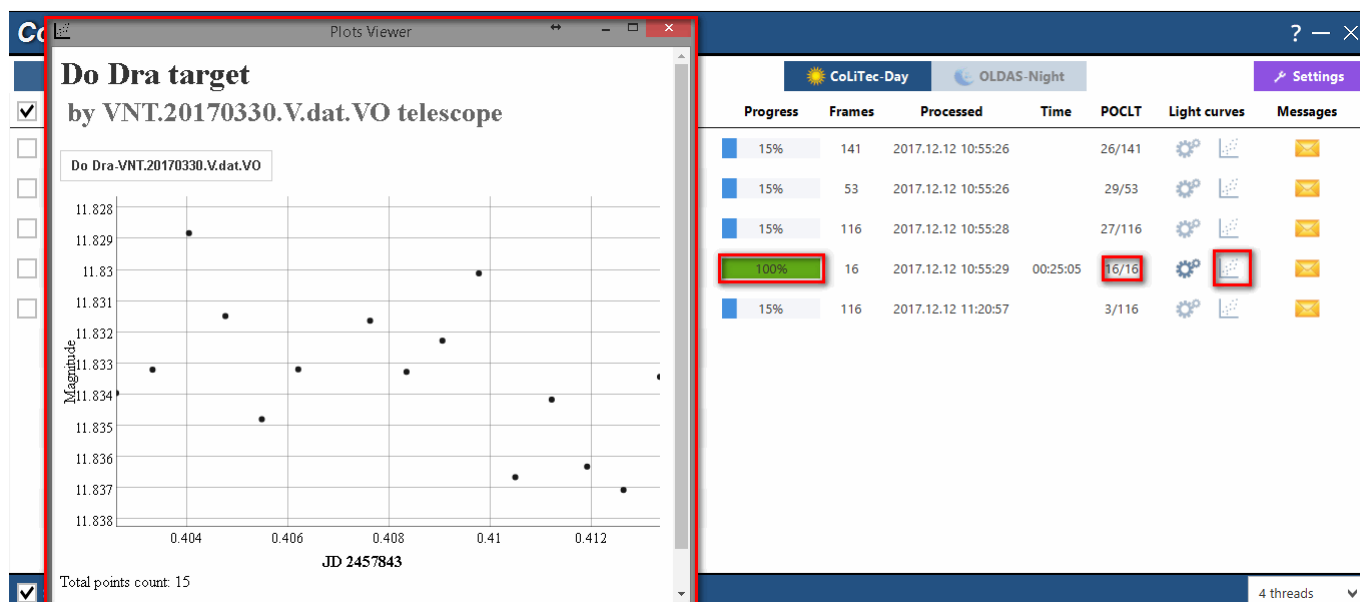 Co
Plots Viewer
? — ×
Do Dra target
by VNT.20170330.V.dat.VO telescope
Do Dra-VNT.20170330.V.dat.VO
11.828
11.829
11.83
11.831
11.832
11.833
11.834
11.835
11.836
11.837
11.838
Magnitude
0.404 0.406 0.408 0.41 0.412
JD 2457843
Total points count: 15
CoLiTec-Day OLDAS-Night Settings
Progress Frames Processed Time POCLT Light curves Messages
15% 141 2017.12.12 10:55:26 26/141
15% 53 2017.12.12 10:55:26 29/53
15% 116 2017.12.12 10:55:28 27/116
100% 16 2017.12.12 10:55:29 00:25:05 16/16
15% 116 2017.12.12 11:20:57 3/116
4 threads